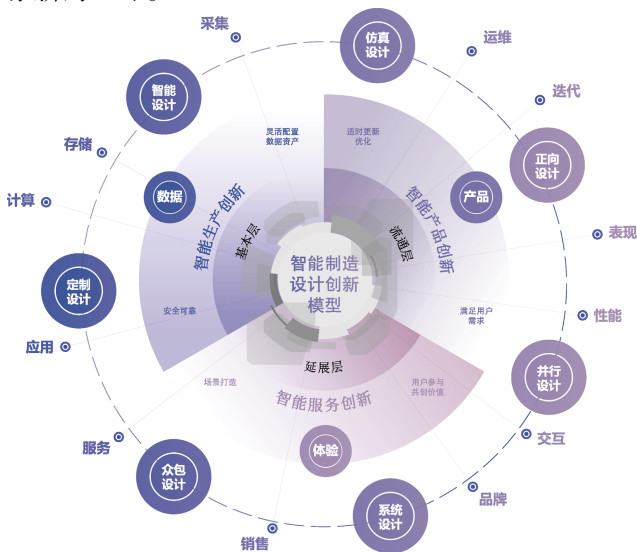 采集
仿真
设计
运维
智能
设计
迭代
灵活配置
数据资产
适时更新
优化
存储
正向
设计
数据
产品
计算
智能生产创新
基本层
流通层
智能产品创新
表现
智能制造
设计创新
模型
定制
设计
安全可靠
满足用户
需求
性能
应用
延展层
场景打造
用户参与
共创价值
并行
设计
智能服务创新
服务
体验
交互
众包
设计
品牌
系统
设计
销售